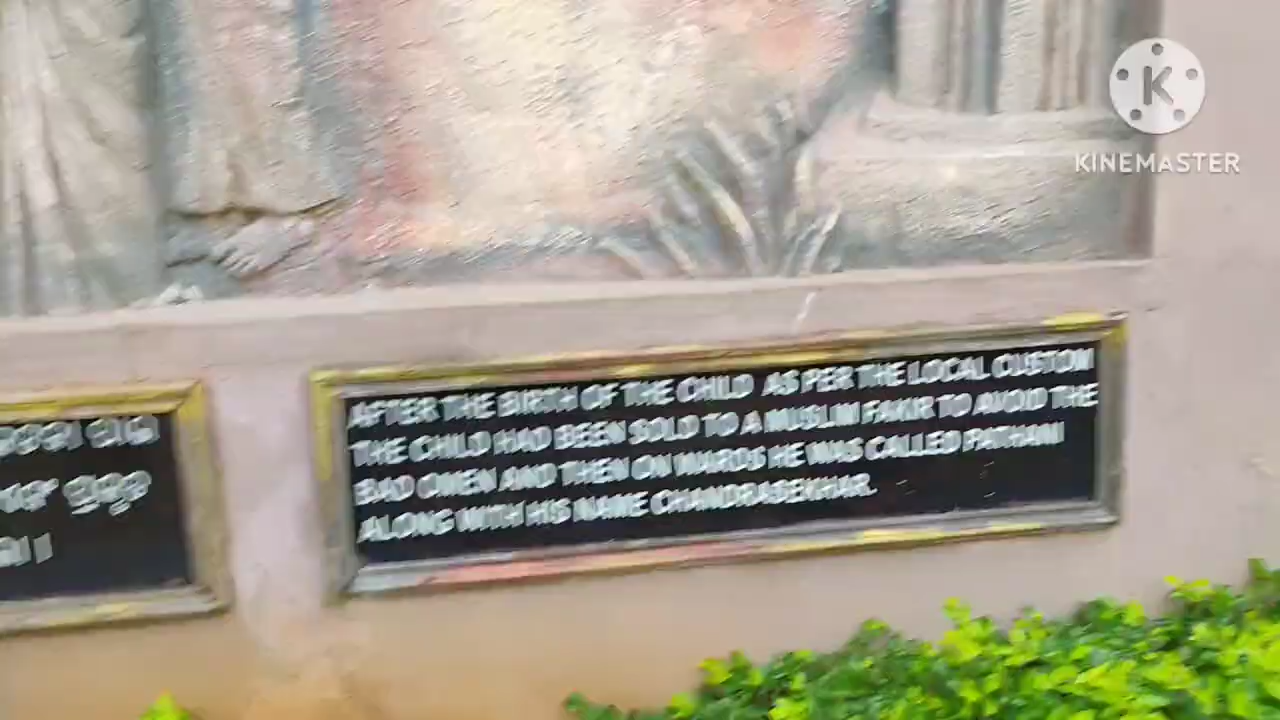 K
KINEMASTER
AFTER THE BIRTH OF THE CHILD AS PER THE LOCAL CUSTOM
THE CHILD HAD BEEN SOLD TO A MUSLIM FAKIR TO AVOID THE
BAD OMEN AND THEN ON WARDS HE WAS CALLED PATHANI
ALONG WITH HIS NAME CHANDRASEKHAR.